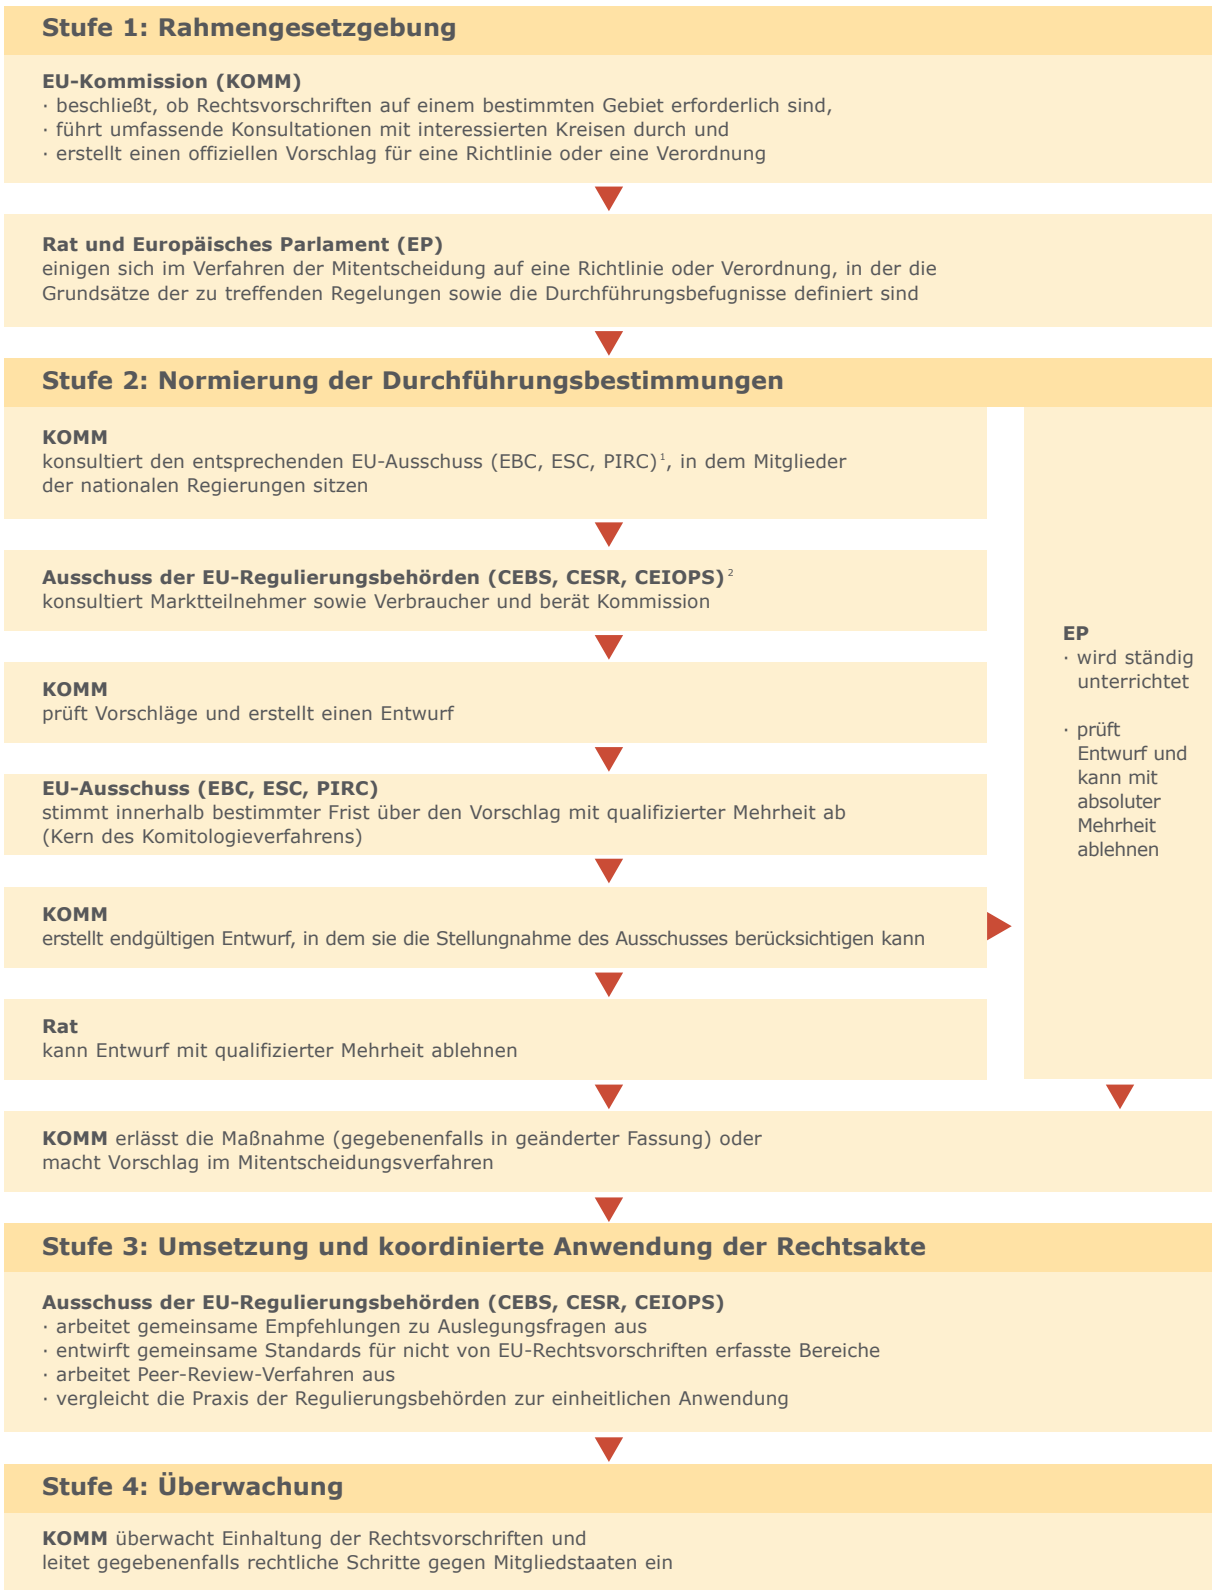 Stufe 1: Rahmengesetzgebung
EU-Kommission (KOMM)
· beschließt, ob Rechtsvorschriften auf einem bestimmten Gebiet erforderlich sind,
· führt umfassende Konsultationen mit interessierten Kreisen durch und
· erstellt einen offiziellen Vorschlag für eine Richtlinie oder eine Verordnung
Rat und Europäisches Parlament (EP)
einigen sich im Verfahren der Mitentscheidung auf eine Richtlinie oder Verordnung, in der die
Grundsätze der zu treffenden Regelungen sowie die Durchführungsbefugnisse definiert sind
Stufe 2: Normierung der Durchführungsbestimmungen
KOMM
konsultiert den entsprechenden EU-Ausschuss (EBC, ESC, PIRC)¹, in dem Mitglieder
der nationalen Regierungen sitzen
Ausschuss der EU-Regulierungsbehörden (CEBS, CESR, CEIOPS)²
konsultiert Marktteilnehmer sowie Verbraucher und berät Kommission
KOMM
prüft Vorschläge und erstellt einen Entwurf
EU-Ausschuss (EBC, ESC, PIRC)
stimmt innerhalb bestimmter Frist über den Vorschlag mit qualifizierter Mehrheit ab
(Kern des Komitologieverfahrens)
KOMM
erstellt endgültigen Entwurf, in dem sie die Stellungnahme des Ausschusses berücksichtigen kann
Rat
kann Entwurf mit qualifizierter Mehrheit ablehnen
EP
· wird ständig
unterrichtet
· prüft
Entwurf und
kann mit
absoluter
Mehrheit
ablehnen
KOMM erlässt die Maßnahme (gegebenenfalls in geänderter Fassung) oder
macht Vorschlag im Mitentscheidungsverfahren
Stufe 3: Umsetzung und koordinierte Anwendung der Rechtsakte
Ausschuss der EU-Regulierungsbehörden (CEBS, CESR, CEIOPS)
· arbeitet gemeinsame Empfehlungen zu Auslegungsfragen aus
· entwirft gemeinsame Standards für nicht von EU-Rechtsvorschriften erfasste Bereiche
· arbeitet Peer-Review-Verfahren aus
· vergleicht die Praxis der Regulierungsbehörden zur einheitlichen Anwendung
Stufe 4: Überwachung
KOMM überwacht Einhaltung der Rechtsvorschriften und
leitet gegebenenfalls rechtliche Schritte gegen Mitgliedstaaten ein